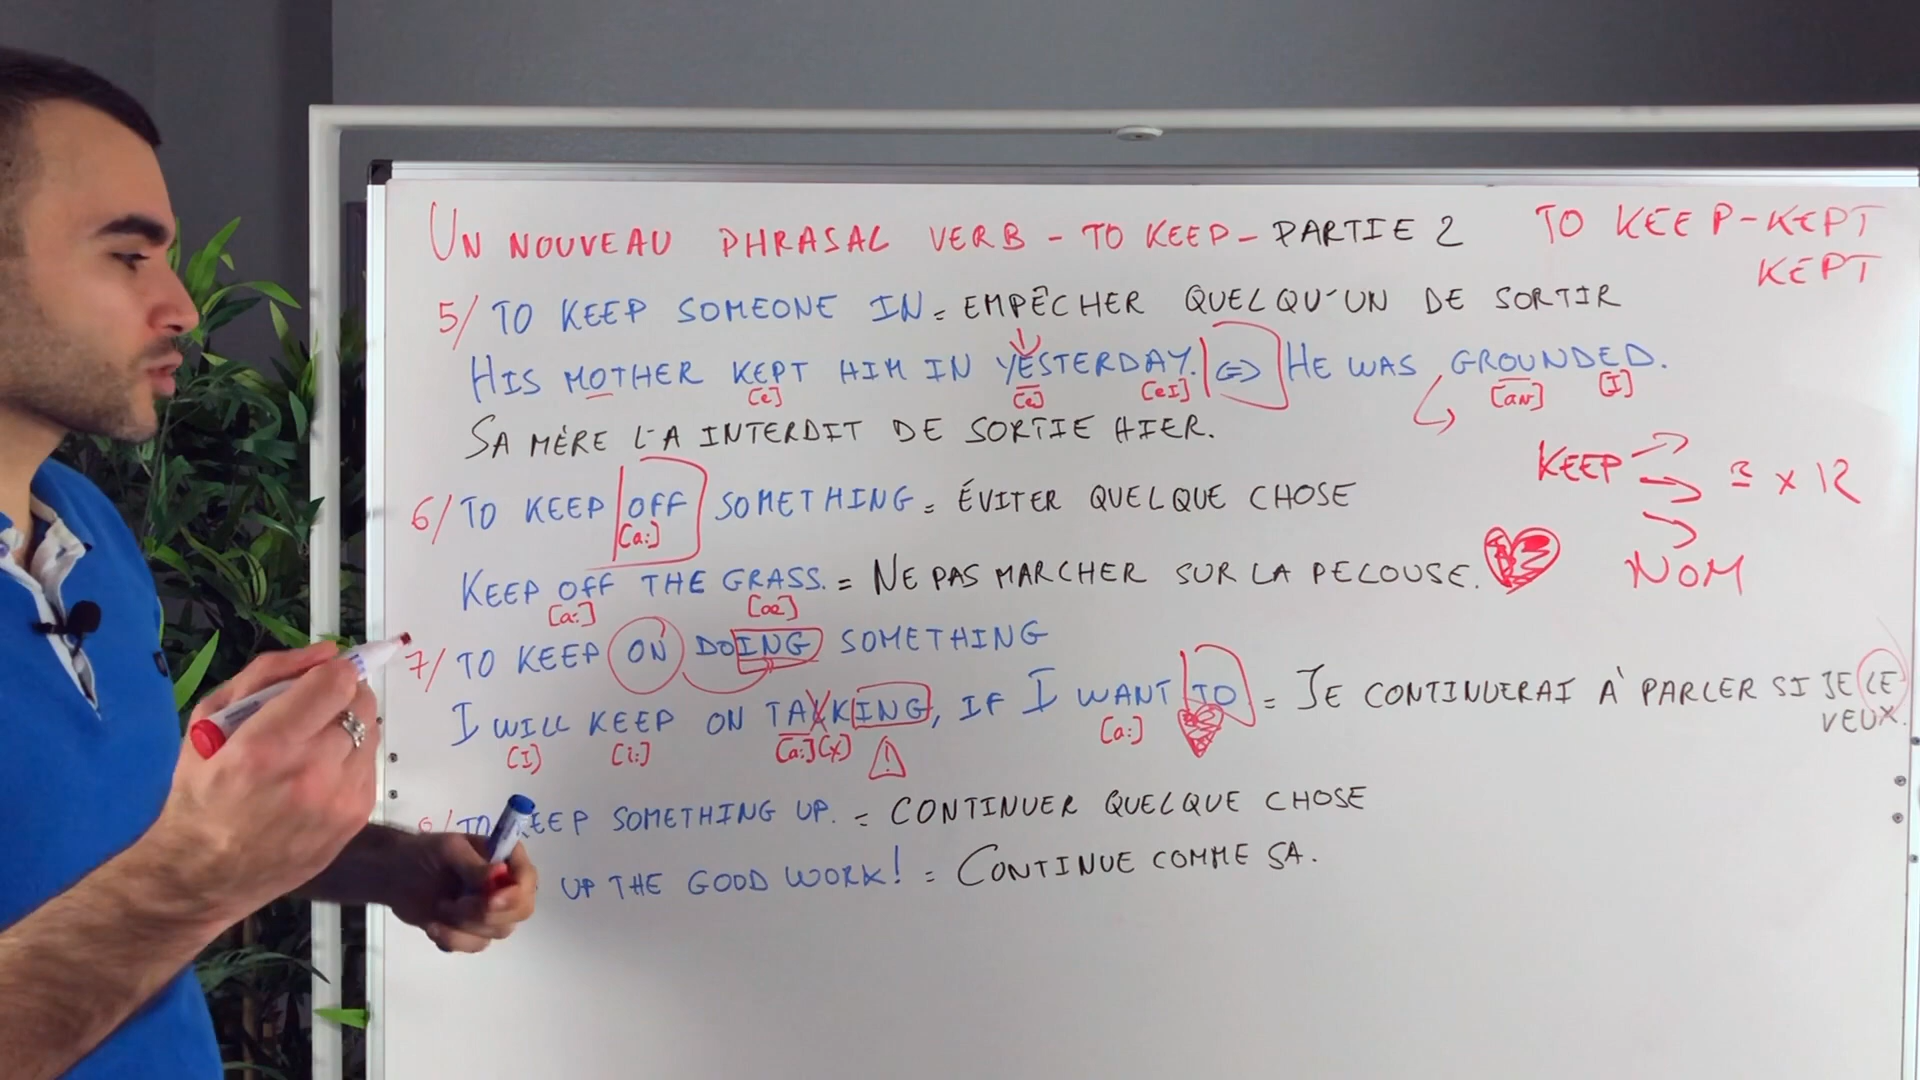 UN NOUVEAU PHRASAL VERB - TO KEEP - PARTIE 2 TO KEEP-KEPT
KEPT
5/ TO KEEP SOMEONE IN = EMPÊCHER QUELQU'UN DE SORTIR
HIS MOTHER KEPT HIM IN YESTERDAY. ⇔ HE WAS GROUNDED.
[e] [e] [eI] [aʊ] [I]
SA MÈRE L'A INTERDIT DE SORTIE HIER.
KEEP ≅ x 12
NOM
6/ TO KEEP OFF SOMETHING = ÉVITER QUELQUE CHOSE
[a:]
KEEP OFF THE GRASS. = NE PAS MARCHER SUR LA PELOUSE.
[a:] [æ]
7/ TO KEEP ON DOING SOMETHING
I WILL KEEP ON TALKING, IF I WANT TO = JE CONTINUERAI À PARLER SI JE LE
VEUX.
[I] [i:] [a:] [X] ! [a:]
TO KEEP SOMETHING UP. = CONTINUER QUELQUE CHOSE
UP THE GOOD WORK! = CONTINUE COMME SA.